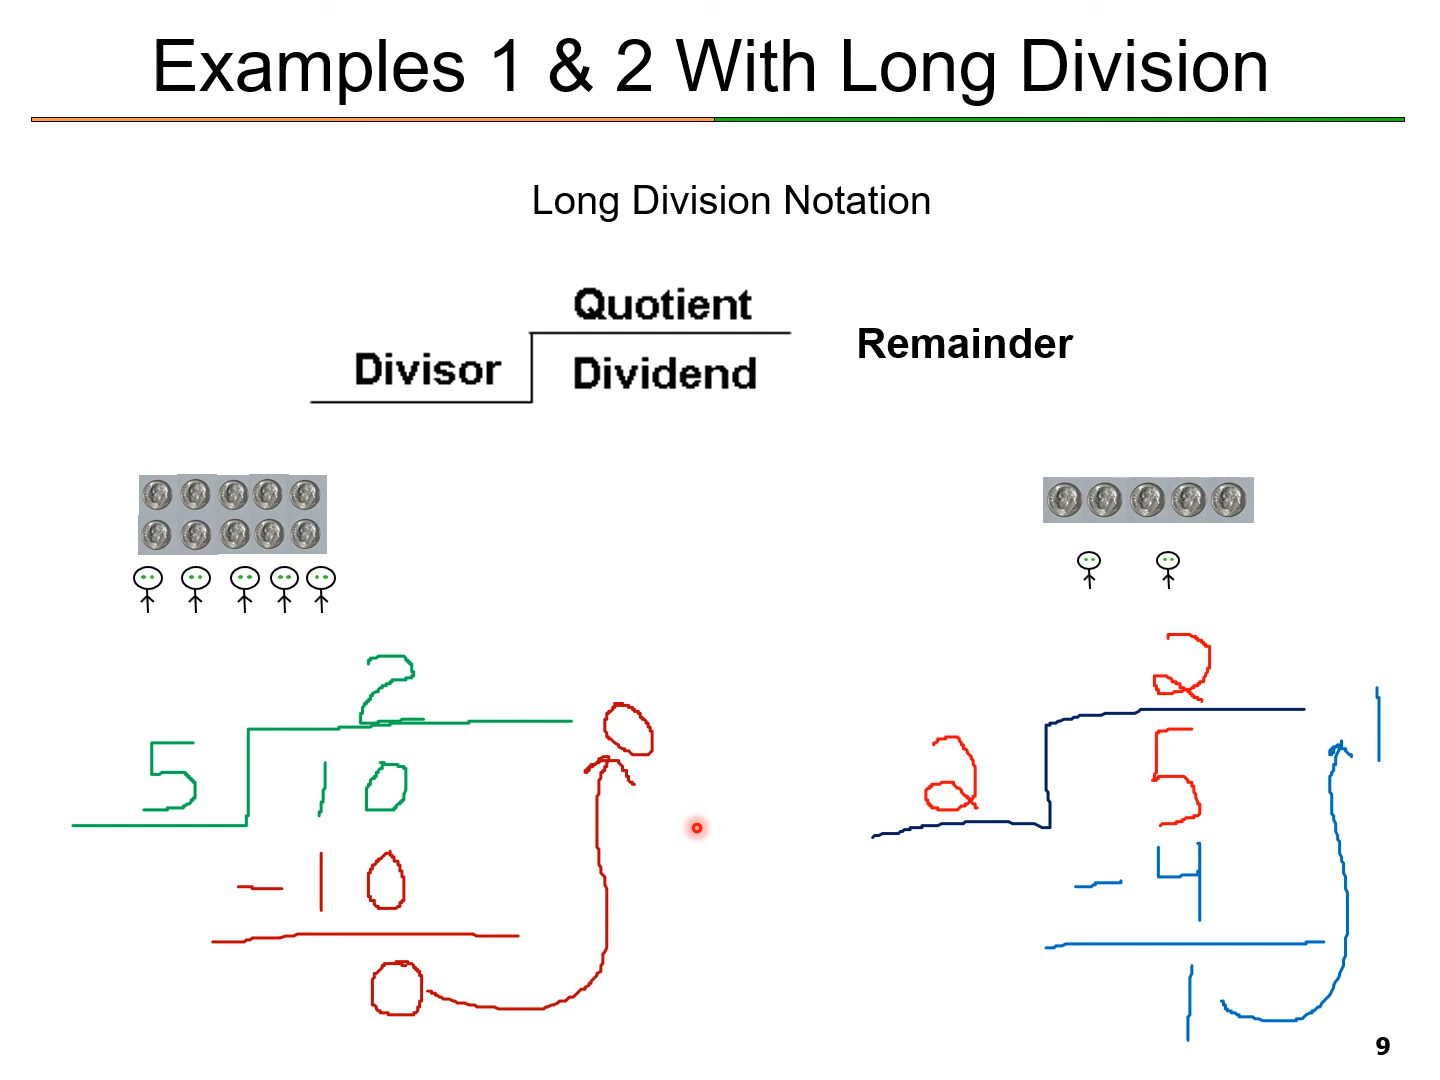 Examples 1 & 2 With Long Division
Long Division Notation
Quotient
Remainder
Divisor
Dividend
2
0
5
10
-10
0
2
1
2
5
-4
1
9